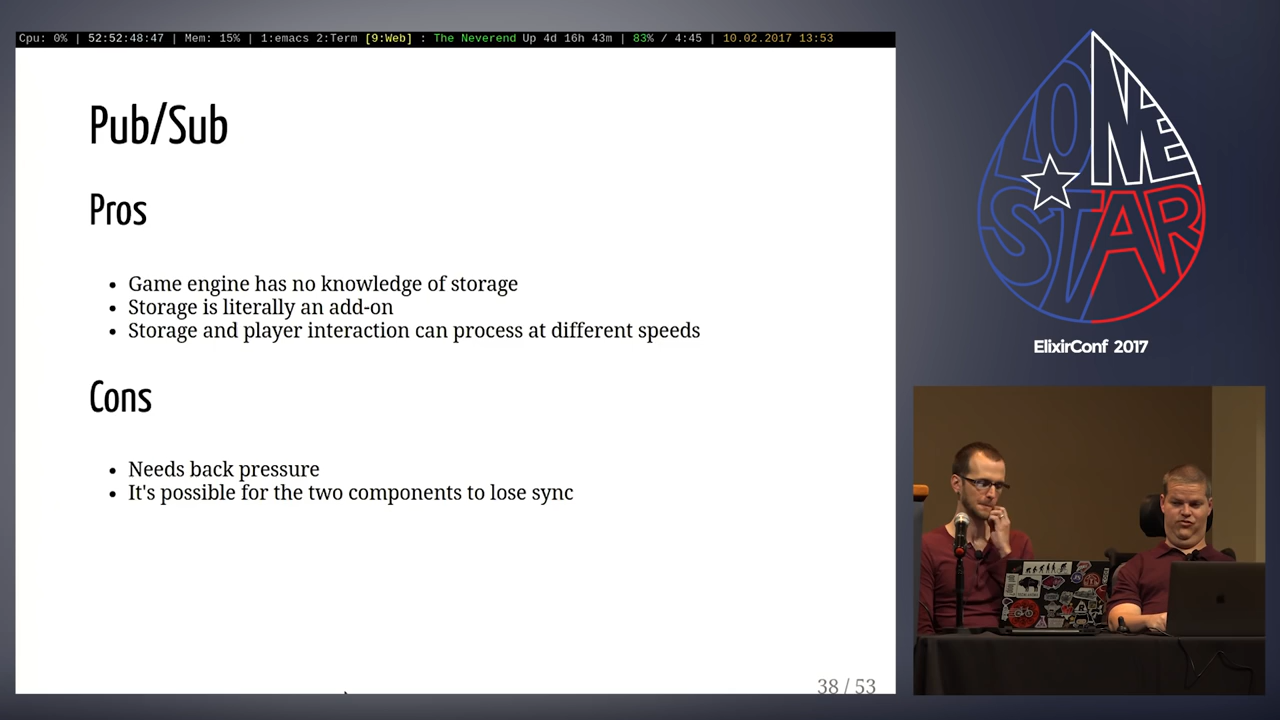 Cpu: 0% | 52:52:48:47 | Mem: 15% | 1:emacs 2:Term [9:Web] : The Neverend Up 4d 16h 43m | 83% / 4:45 | 10.02.2017 13:53
Pub/Sub
Pros
• Game engine has no knowledge of storage
• Storage is literally an add-on
• Storage and player interaction can process at different speeds
Cons
• Needs back pressure
• It's possible for the two components to lose sync
38 / 53
LONE
STAR
ElixirConf 2017